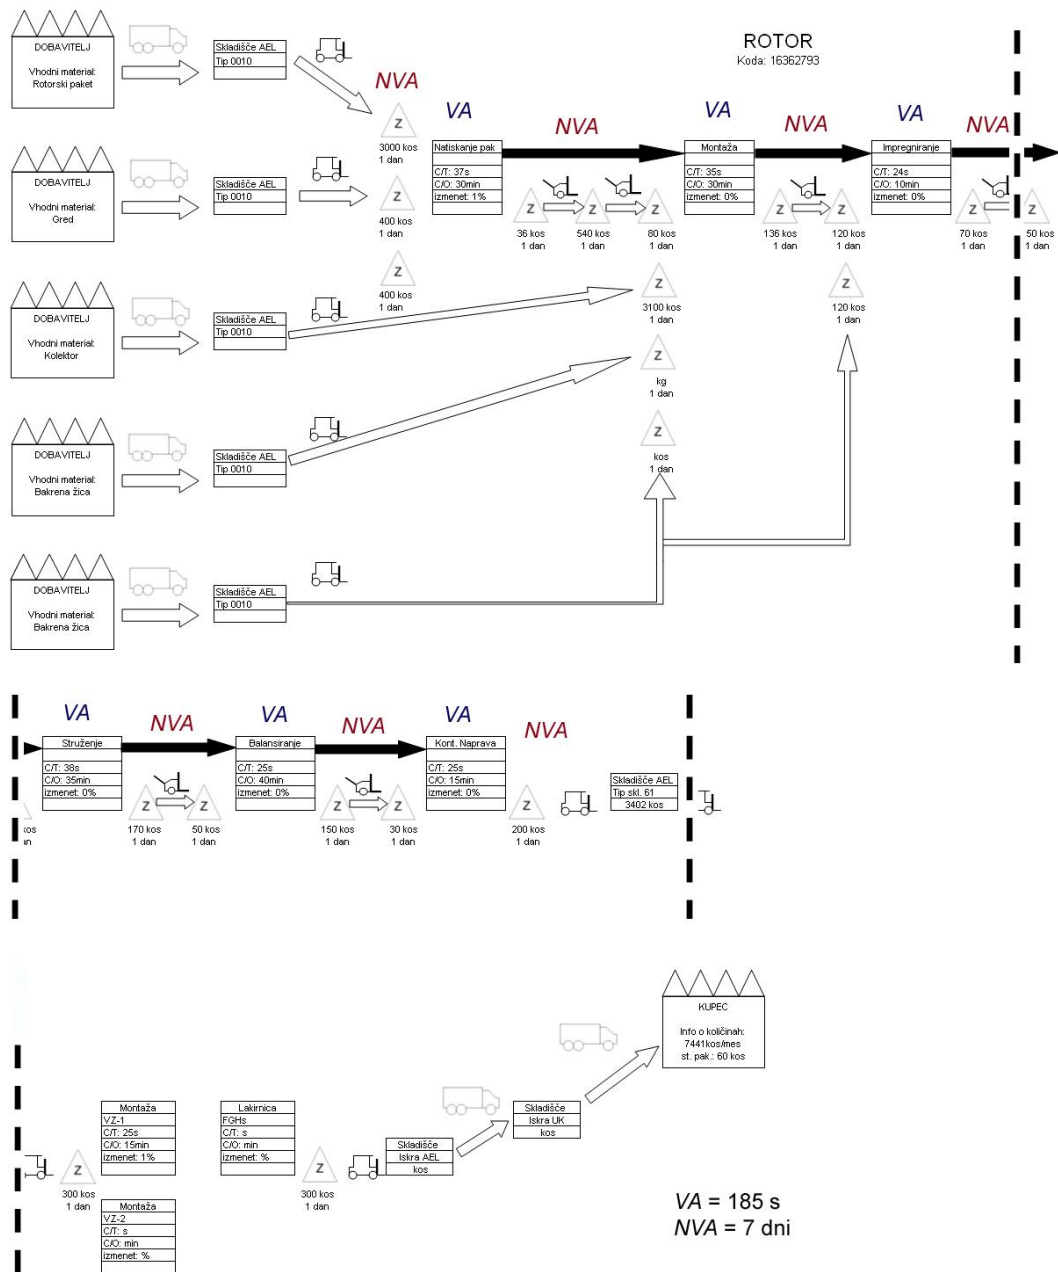 ROTOR
Koda: 16362793
DOBAVITELJ
Vhodni material:
Rotorski paket
Skladišče AEL
Tip 0010
NVA
Z
3000 kos
1 dan
DOBAVITELJ
Vhodni material:
Gred
Skladišče AEL
Tip 0010
Z
400 kos
1 dan
Z
400 kos
1 dan
VA
Natiskanje pak
C/T: 37s
C/O: 30min
izmenet: 1%
NVA
Z
36 kos
1 dan
Z
540 kos
1 dan
Z
80 kos
1 dan
VA
Montaža
C/T: 35s
C/O: 30min
izmenet: 0%
NVA
Z
136 kos
1 dan
Z
120 kos
1 dan
VA
Impregniranje
C/T: 24s
C/O: 10min
izmenet: 0%
NVA
Z
70 kos
1 dan
Z
50 kos
1 dan
DOBAVITELJ
Vhodni material:
Kolektor
Skladišče AEL
Tip 0010
Z
3100 kos
1 dan
Z
120 kos
1 dan
DOBAVITELJ
Vhodni material:
Bakrena žica
Skladišče AEL
Tip 0010
Z
kg
1 dan
Z
kos
1 dan
DOBAVITELJ
Vhodni material:
Bakrena žica
Skladišče AEL
Tip 0010
VA
Struženje
C/T: 38s
C/O: 35min
izmenet: 0%
NVA
Z
170 kos
1 dan
Z
50 kos
1 dan
VA
Balansiranje
C/T: 25s
C/O: 40min
izmenet: 0%
NVA
Z
150 kos
1 dan
Z
30 kos
1 dan
VA
Kont. Naprava
C/T: 25s
C/O: 15min
izmenet: 0%
NVA
Z
200 kos
1 dan
Skladišče AEL
Tip skl. 61
3402 kos
Z
300 kos
1 dan
Montaža
VZ-1
C/T: 25s
C/O: 15min
izmenet: 1%
Montaža
VZ-2
C/T: s
C/O: min
izmenet: %
Lakirnica
FGHs
C/T: s
C/O: min
izmenet: %
Z
300 kos
1 dan
Skladišče
Iskra AEL
kos
Skladišče
Iskra UK
kos
KUPEC
Info o količinah:
7441kos/mes
st. pak.: 60 kos
VA = 185 s
NVA = 7 dni